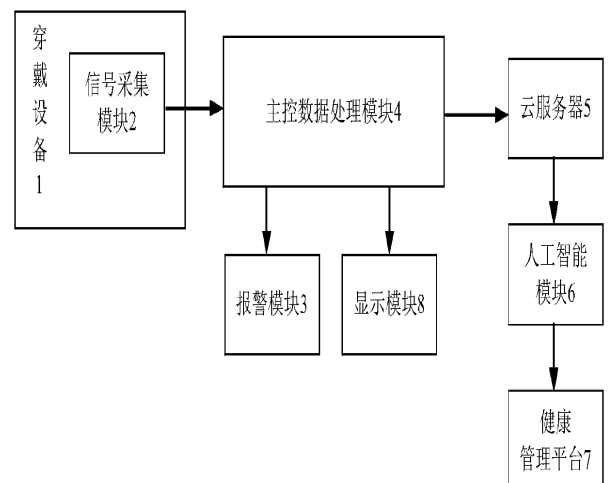 穿戴设备1
信号采集
模块2
主控数据处理模块4
云服务器5
报警模块3
显示模块8
人工智能
模块6
健康
管理平台7